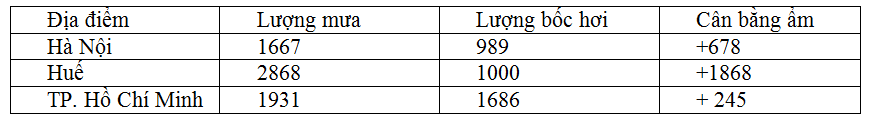 Địa điểm Lượng mưa Lượng bốc hơi Cân bằng ẩm
Hà Nội 1667 989 +678
Huế 2868 1000 +1868
TP. Hồ Chí Minh 1931 1686 + 245